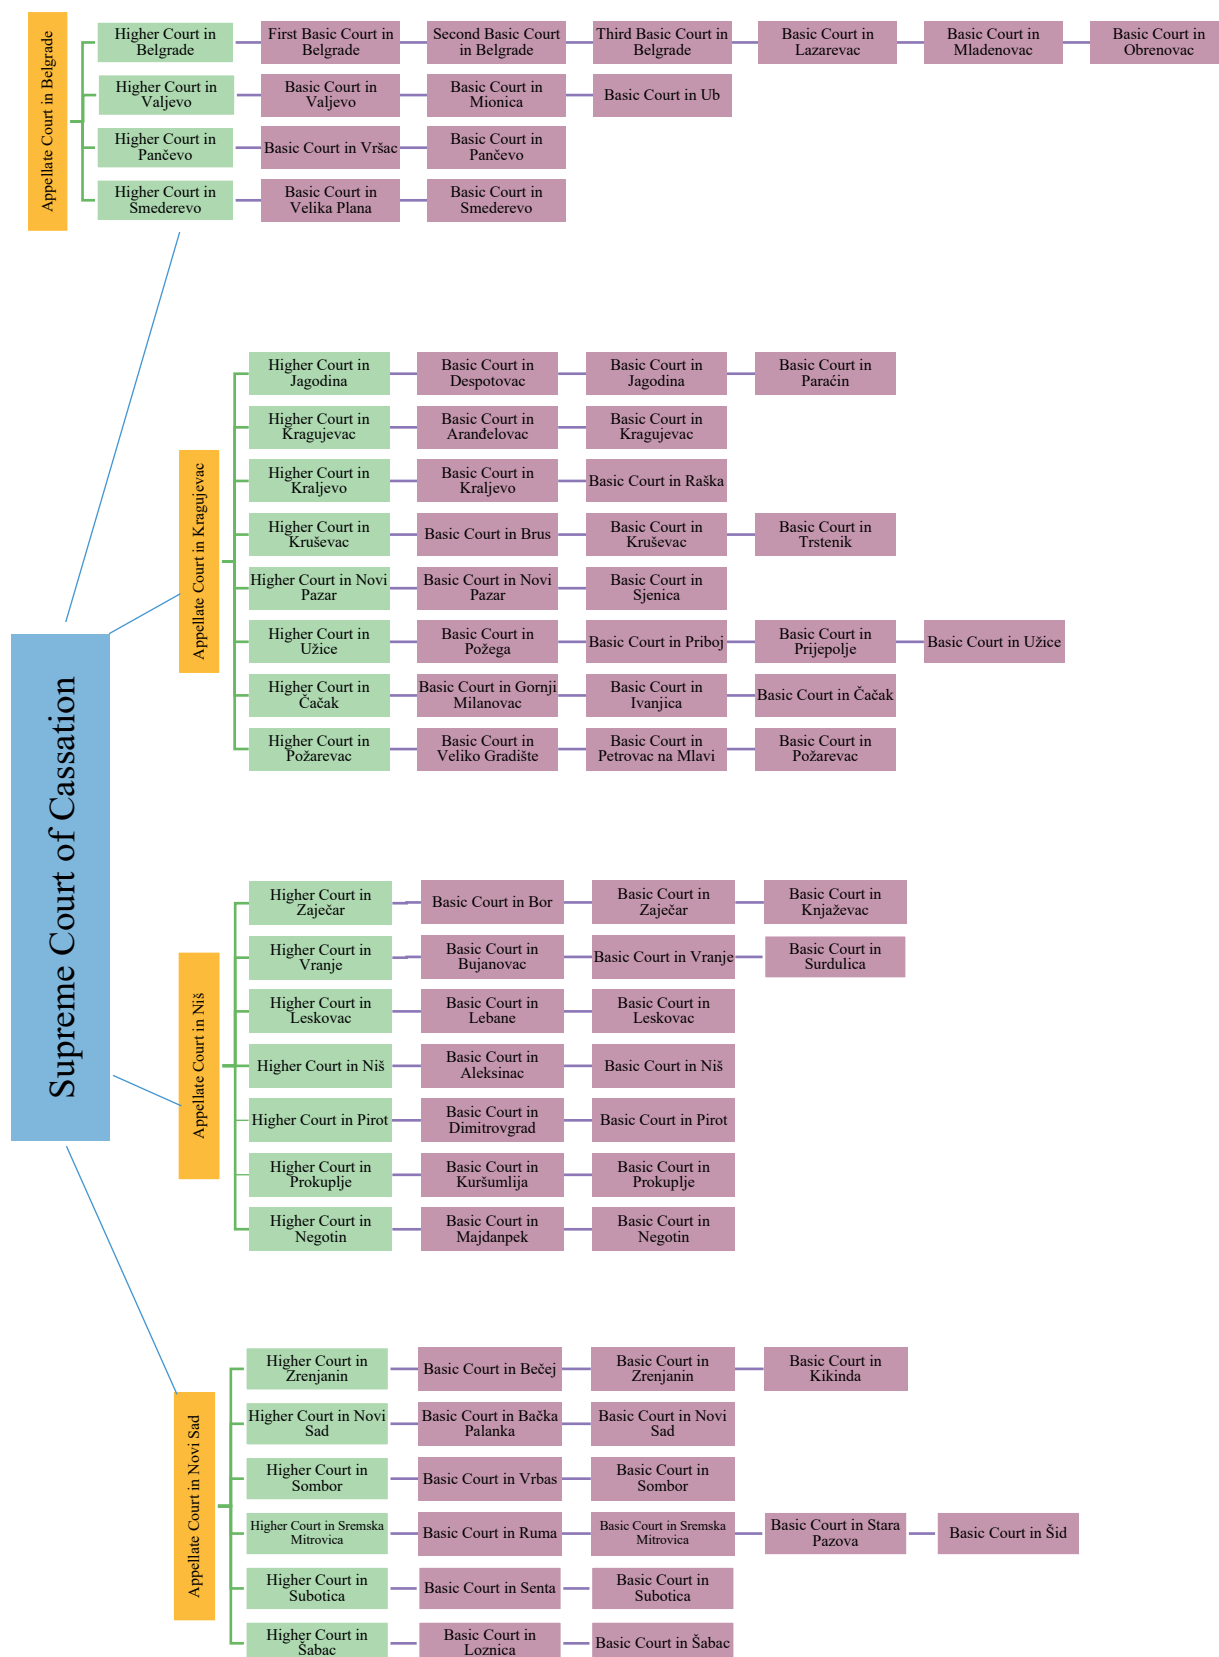 Supreme Court of Cassation
Appellate Court in Belgrade
Higher Court in
Belgrade
First Basic Court in
Belgrade
Second Basic Court
in Belgrade
Third Basic Court in
Belgrade
Basic Court in
Lazarevac
Basic Court in
Mladenovac
Basic Court in
Obrenovac
Higher Court in
Valjevo
Basic Court in
Valjevo
Basic Court in
Mionica
Basic Court in Ub
Higher Court in
Pančevo
Basic Court in Vršac
Basic Court in
Pančevo
Higher Court in
Smederevo
Basic Court in
Velika Plana
Basic Court in
Smederevo
Appellate Court in Kragujevac
Higher Court in
Jagodina
Basic Court in
Despotovac
Basic Court in
Jagodina
Basic Court in
Paraćin
Higher Court in
Kragujevac
Basic Court in
Aranđelovac
Basic Court in
Kragujevac
Higher Court in
Kraljevo
Basic Court in
Kraljevo
Basic Court in Raška
Higher Court in
Kruševac
Basic Court in Brus
Basic Court in
Kruševac
Basic Court in
Trstenik
Higher Court in Novi
Pazar
Basic Court in Novi
Pazar
Basic Court in
Sjenica
Higher Court in
Užice
Basic Court in
Požega
Basic Court in Priboj
Basic Court in
Prijepolje
Basic Court in Užice
Higher Court in
Čačak
Basic Court in Gornji
Milanovac
Basic Court in
Ivanjica
Basic Court in Čačak
Higher Court in
Požarevac
Basic Court in
Veliko Gradište
Basic Court in
Petrovac na Mlavi
Basic Court in
Požarevac
Appellate Court in Niš
Higher Court in
Zaječar
Basic Court in Bor
Basic Court in
Zaječar
Basic Court in
Knjaževac
Higher Court in
Vranje
Basic Court in
Bujanovac
Basic Court in Vranje
Basic Court in
Surdulica
Higher Court in
Leskovac
Basic Court in
Lebane
Basic Court in
Leskovac
Higher Court in Niš
Basic Court in
Aleksinac
Basic Court in Niš
Higher Court in Pirot
Basic Court in
Dimitrovgrad
Basic Court in Pirot
Higher Court in
Prokuplje
Basic Court in
Kuršumlija
Basic Court in
Prokuplje
Higher Court in
Negotin
Basic Court in
Majdanpek
Basic Court in
Negotin
Appellate Court in Novi Sad
Higher Court in
Zrenjanin
Basic Court in Bečej
Basic Court in
Zrenjanin
Basic Court in
Kikinda
Higher Court in Novi
Sad
Basic Court in Bačka
Palanka
Basic Court in Novi
Sad
Higher Court in
Sombor
Basic Court in Vrbas
Basic Court in
Sombor
Higher Court in Sremska
Mitrovica
Basic Court in Ruma
Basic Court in Sremska
Mitrovica
Basic Court in Stara
Pazova
Basic Court in Šid
Higher Court in
Subotica
Basic Court in Senta
Basic Court in
Subotica
Higher Court in
Šabac
Basic Court in
Loznica
Basic Court in Šabac